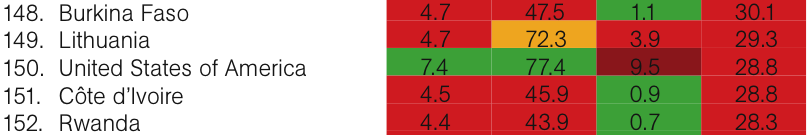 148. Burkina Faso 4.7 47.5 1.1 30.1
149. Lithuania 4.7 72.3 3.9 29.3
150. United States of America 7.4 77.4 9.5 28.8
151. Côte d’Ivoire 4.5 45.9 0.9 28.8
152. Rwanda 4.4 43.9 0.7 28.3